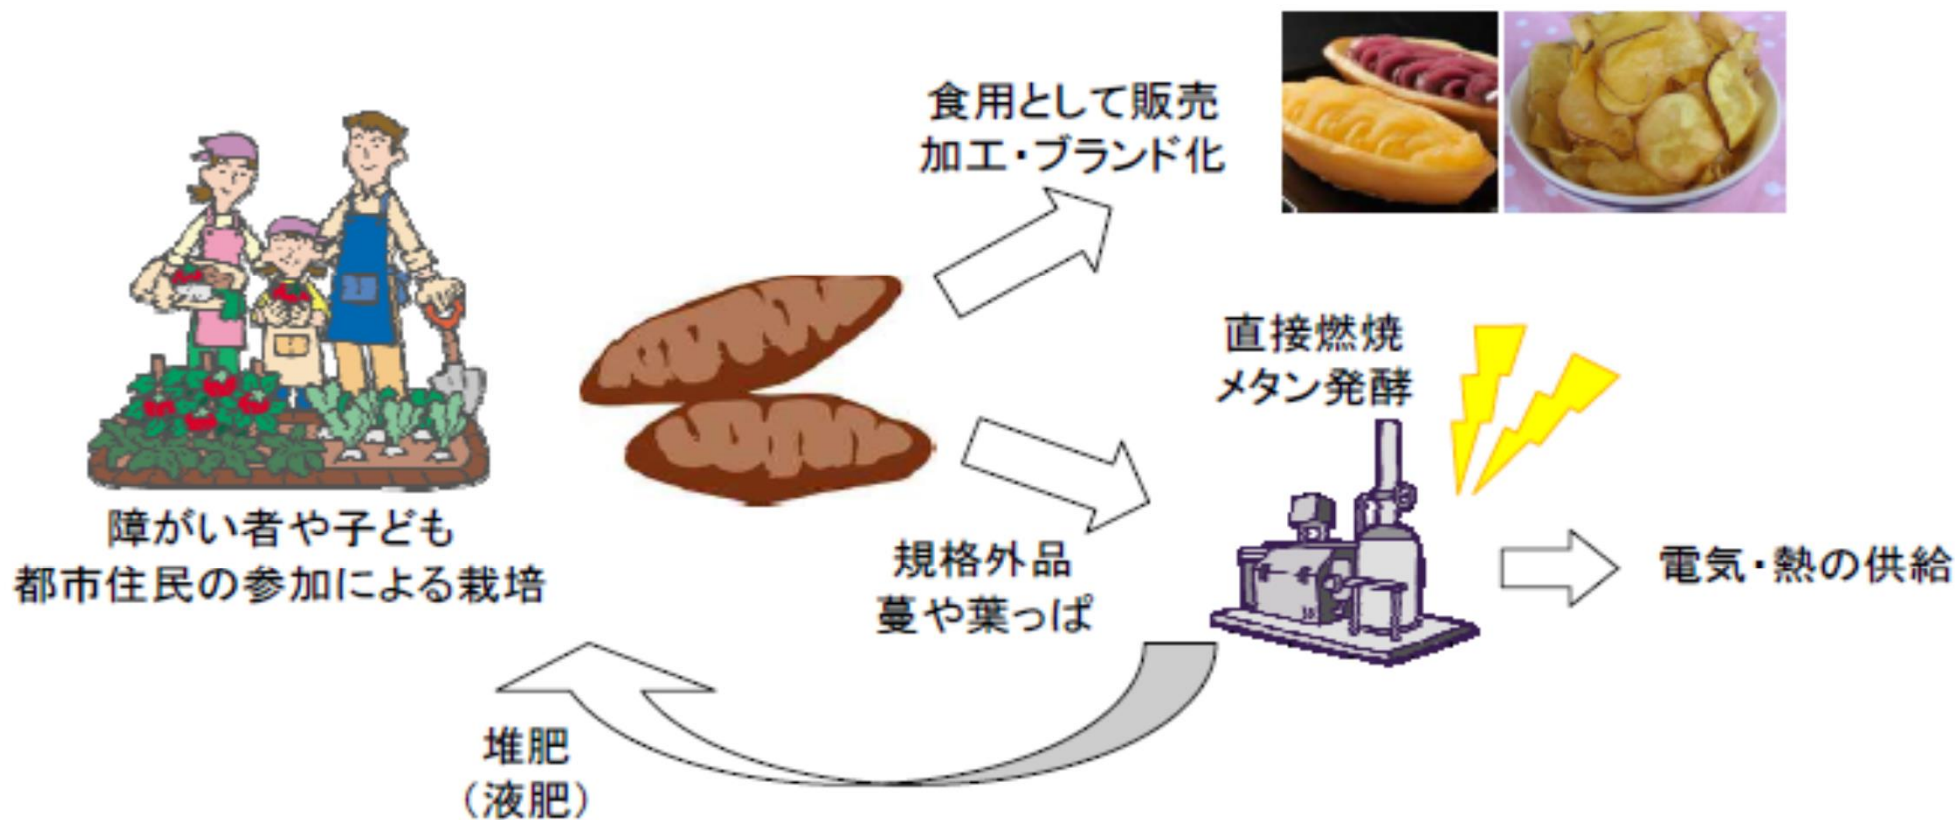 食用として販売
加工・ブランド化
直接燃焼
メタン発酵
障がい者や子ども
都市住民の参加による栽培
規格外品
蔓や葉っぱ
電気・熱の供給
堆肥
（液肥）